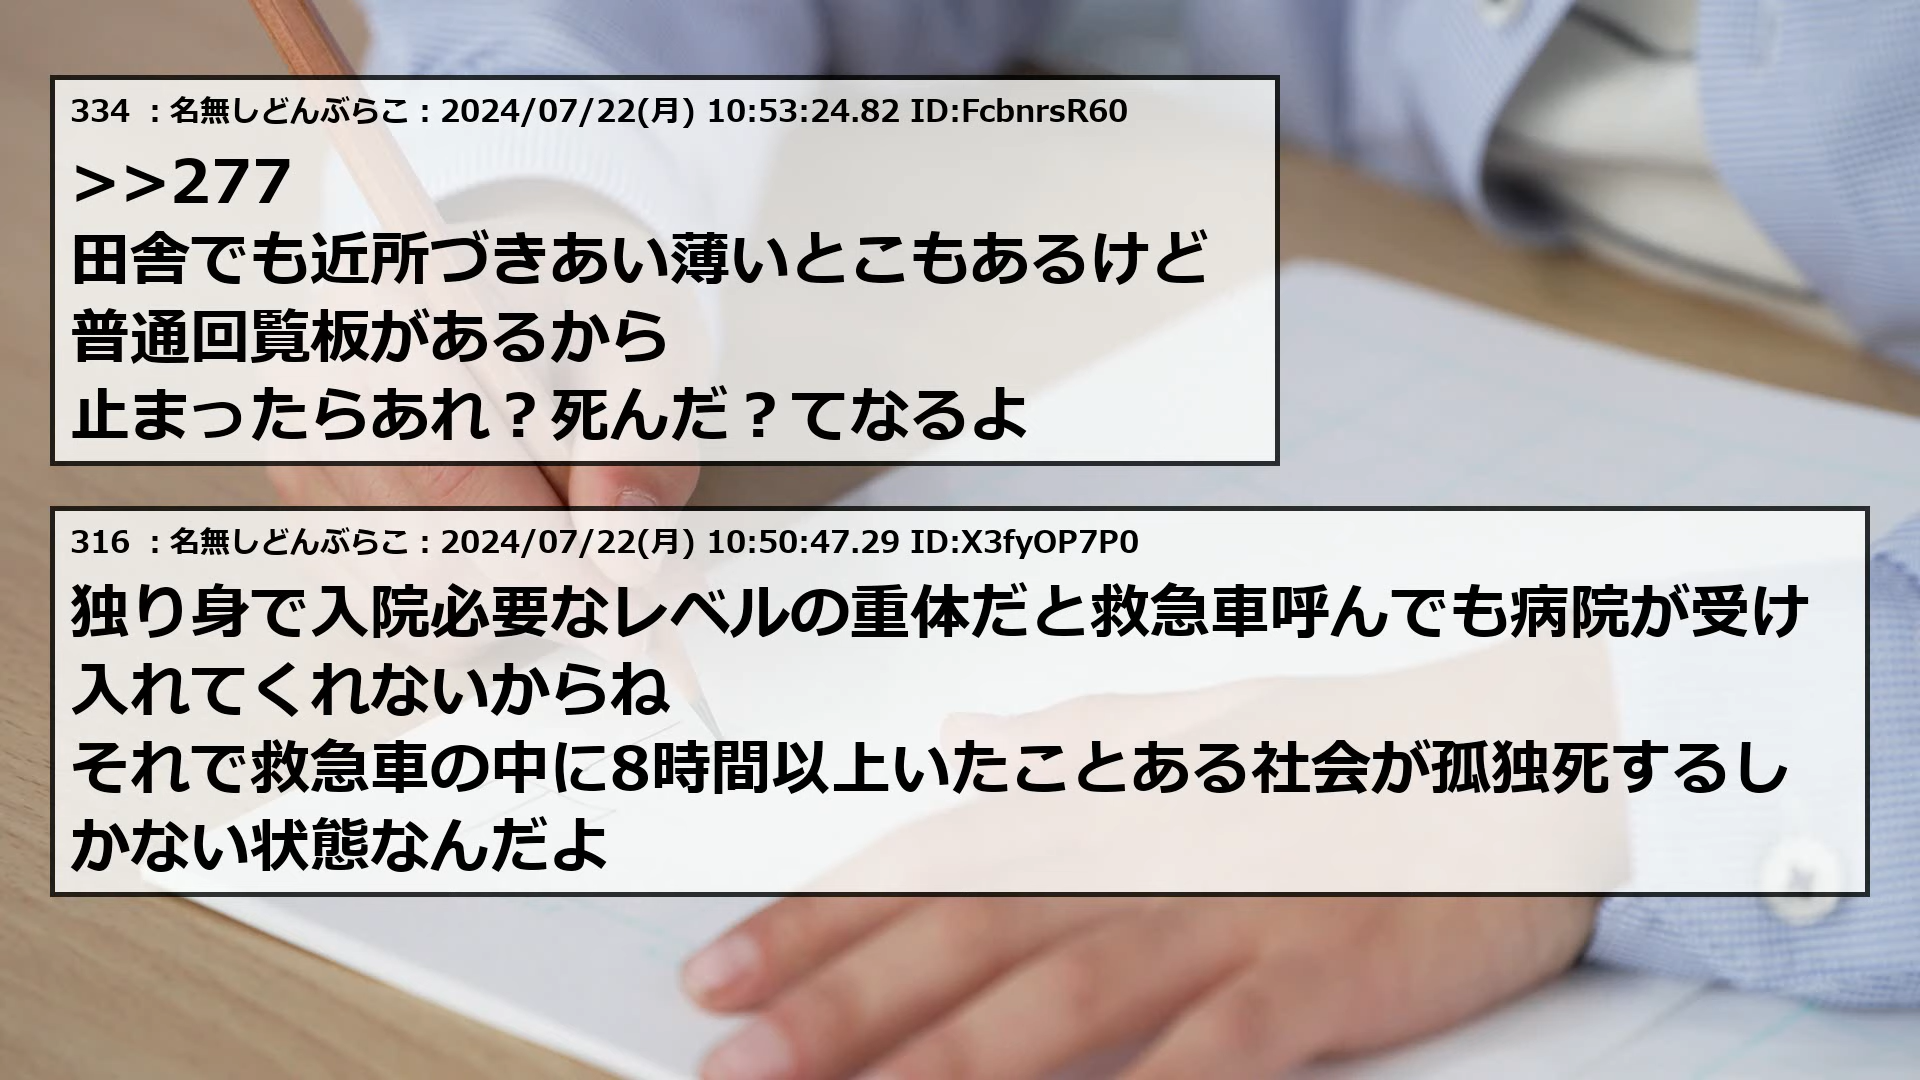 334 ：名無しどんぶらこ：2024/07/22(月) 10:53:24.82 ID:FcbnrsR60
>>277
田舎でも近所づきあい薄いとこもあるけど
普通回覧板があるから
止まったらあれ？死んだ？てなるよ
316 ：名無しどんぶらこ：2024/07/22(月) 10:50:47.29 ID:X3fyOP7P0
独り身で入院必要なレベルの重体だと救急車呼んでも病院が受け
入れてくれないからね
それで救急車の中に8時間以上いたことある社会が孤独死するし
かない状態なんだよ